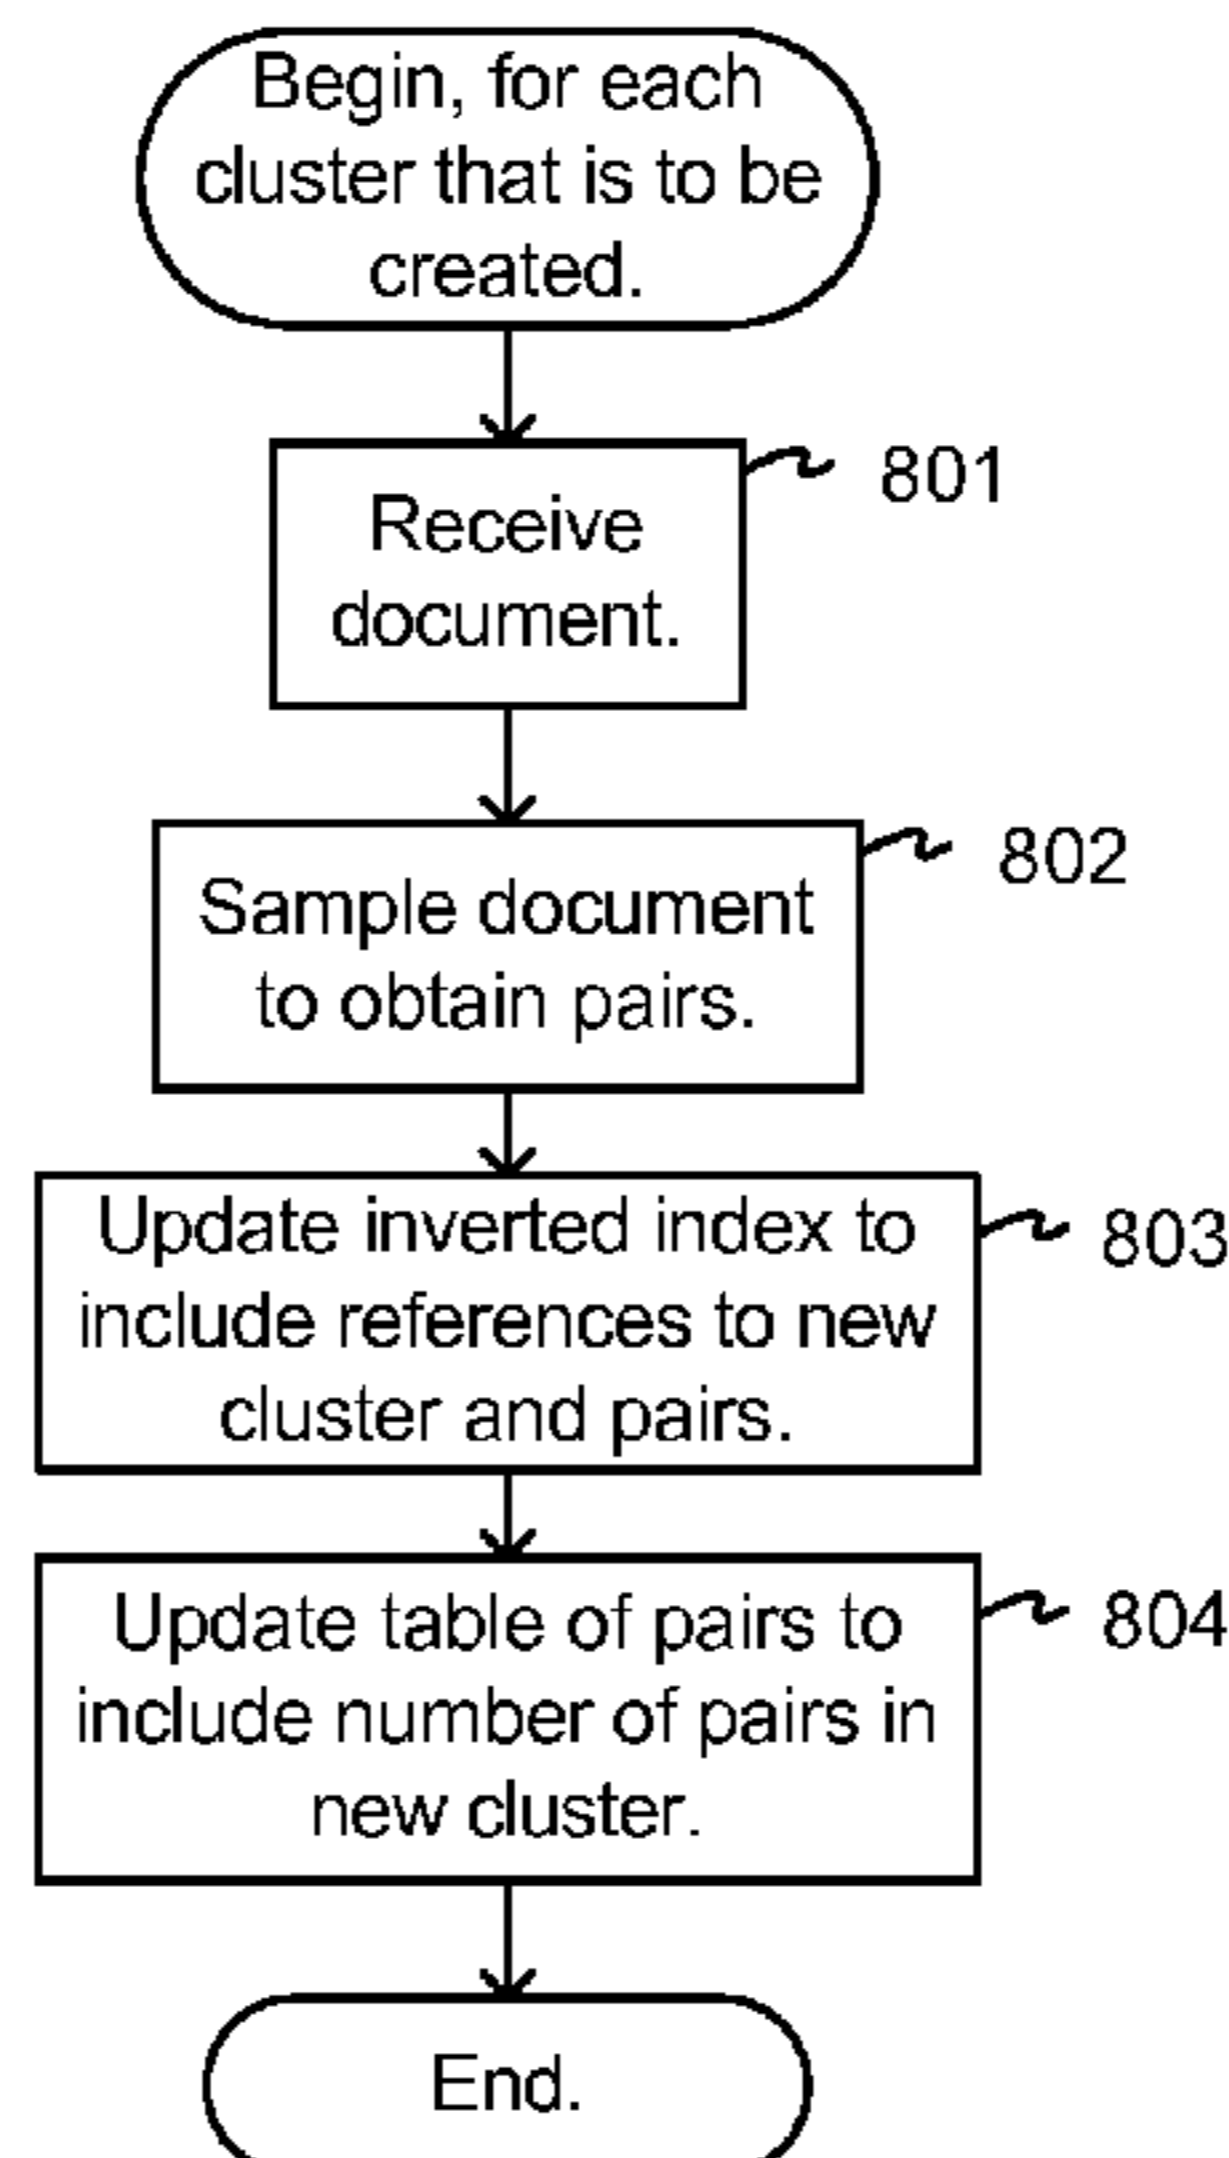 Begin, for each
cluster that is to be
created.
801
Receive
document.
802
Sample document
to obtain pairs.
803
Update inverted index to
include references to new
cluster and pairs.
804
Update table of pairs to
include number of pairs in
new cluster.
End.